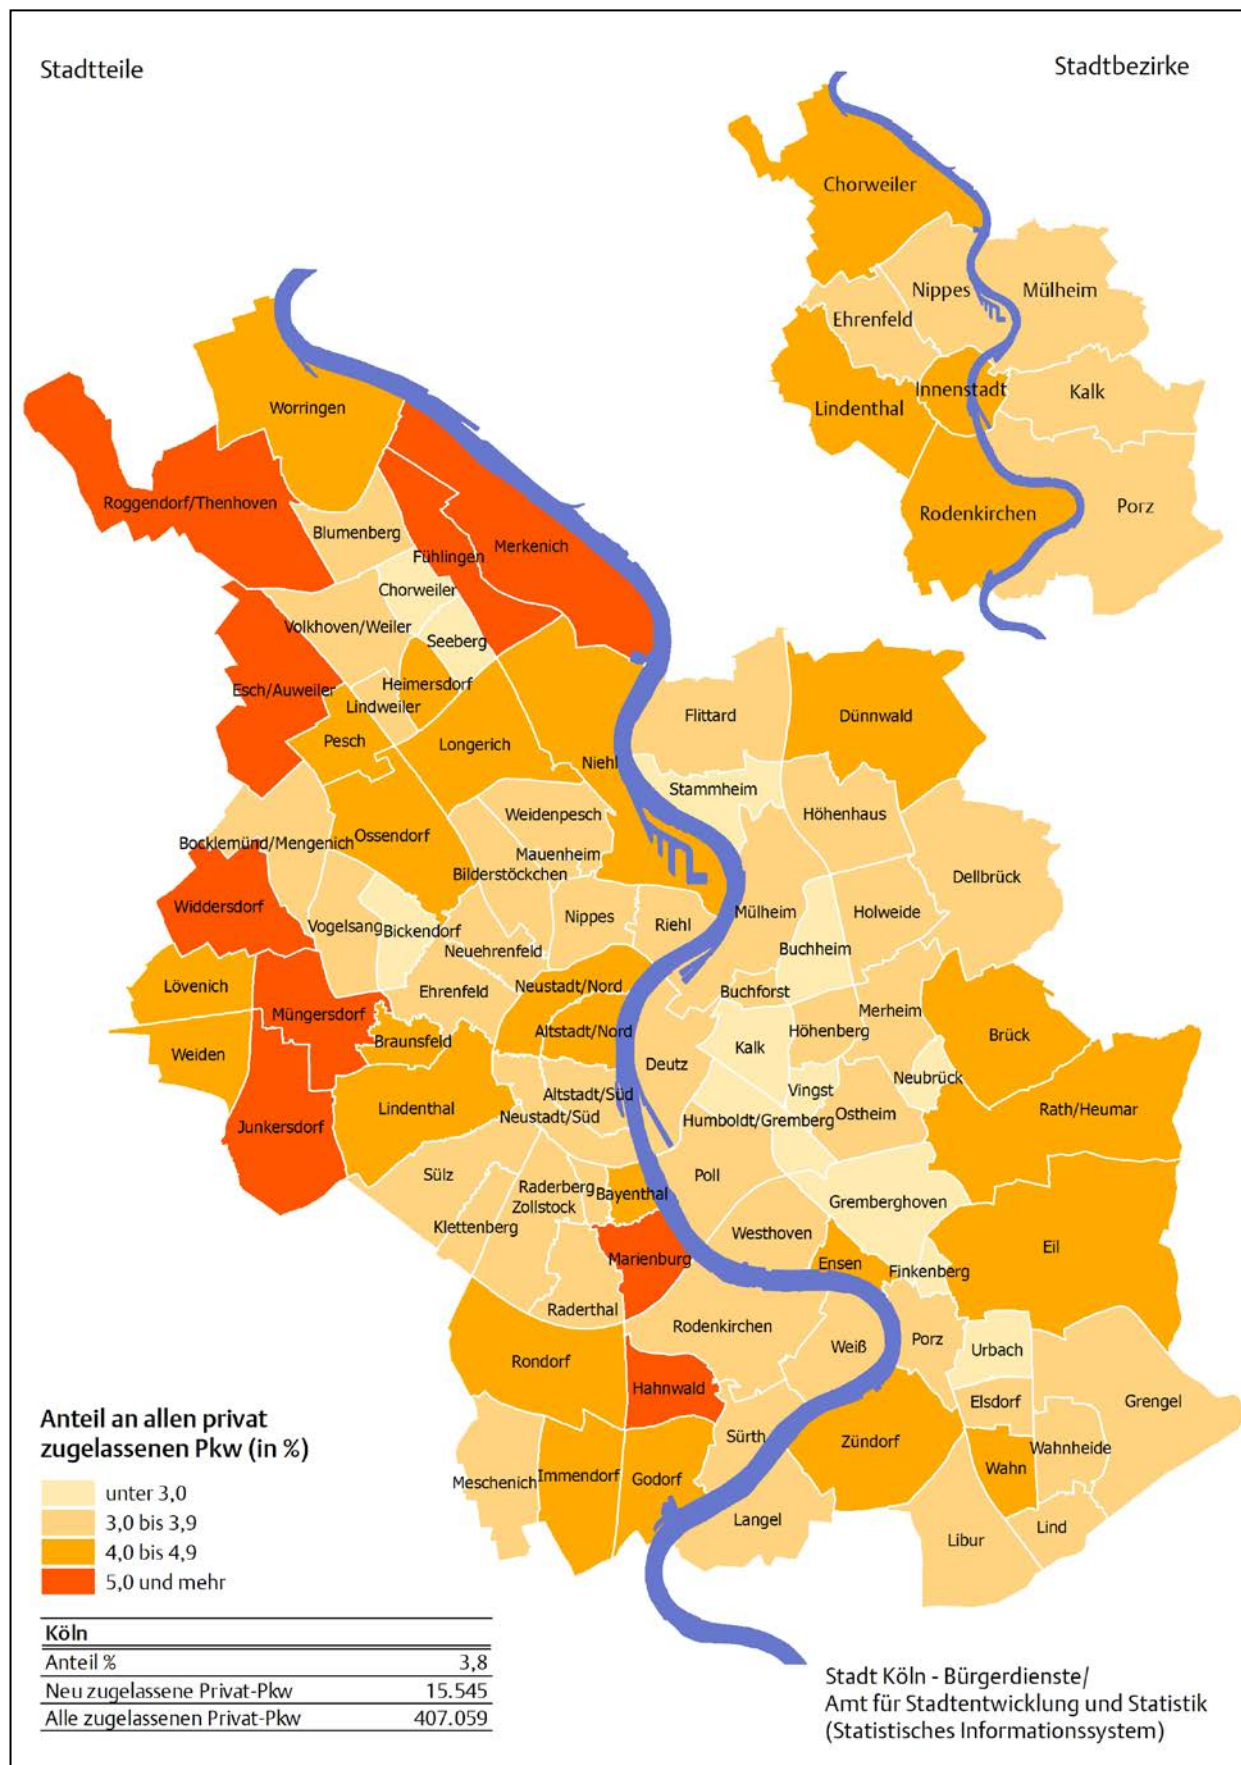 Stadtteile
Stadtbezirke
Chorweiler
Nippes
Mülheim
Ehrenfeld
Innenstadt
Kalk
Lindenthal
Rodenkirchen
Porz
Worringen
Roggendorf/Thenhoven
Blumenberg
Merkenich
Fühlingen
Chorweiler
Volkhoven/Weiler
Seeberg
Esch/Auweiler
Heimersdorf
Lindweiler
Pesch
Longerich
Niehl
Flittard
Dünnwald
Stammheim
Höhenhaus
Weidenpesch
Ossendorf
Bocklemünd/Mengenich
Mauenheim
Bilderstöckchen
Dellbrück
Widdersdorf
Vogelsang
Bickendorf
Nippes
Riehl
Mülheim
Holweide
Neuehrenfeld
Buchheim
Lövenich
Ehrenfeld
Neustadt/Nord
Buchforst
Müngersdorf
Merheim
Weiden
Braunsfeld
Altstadt/Nord
Höhenberg
Brück
Kalk
Deutz
Neubrück
Vingst
Lindenthal
Altstadt/Süd
Neustadt/Süd
Humboldt/Gremberg
Ostheim
Rath/Heumar
Junkersdorf
Sülz
Poll
Raderberg
Bayenthal
Zollstock
Gremberghoven
Klettenberg
Westhoven
Eil
Marienburg
Ensen
Finkenberg
Raderthal
Rodenkirchen
Weiß
Porz
Urbach
Rondorf
Hahnwald
Elsdorf
Grengel
Sürth
Zündorf
Wahnheide
Meschenich
Immendorf
Godorf
Wahn
Langel
Lind
Libur
Anteil an allen privat
zugelassenen Pkw (in %)
unter 3,0
3,0 bis 3,9
4,0 bis 4,9
5,0 und mehr
Köln
Anteil % 3,8
Neu zugelassene Privat-Pkw 15.545
Alle zugelassenen Privat-Pkw 407.059
Stadt Köln - Bürgerdienste/
Amt für Stadtentwicklung und Statistik
(Statistisches Informationssystem)